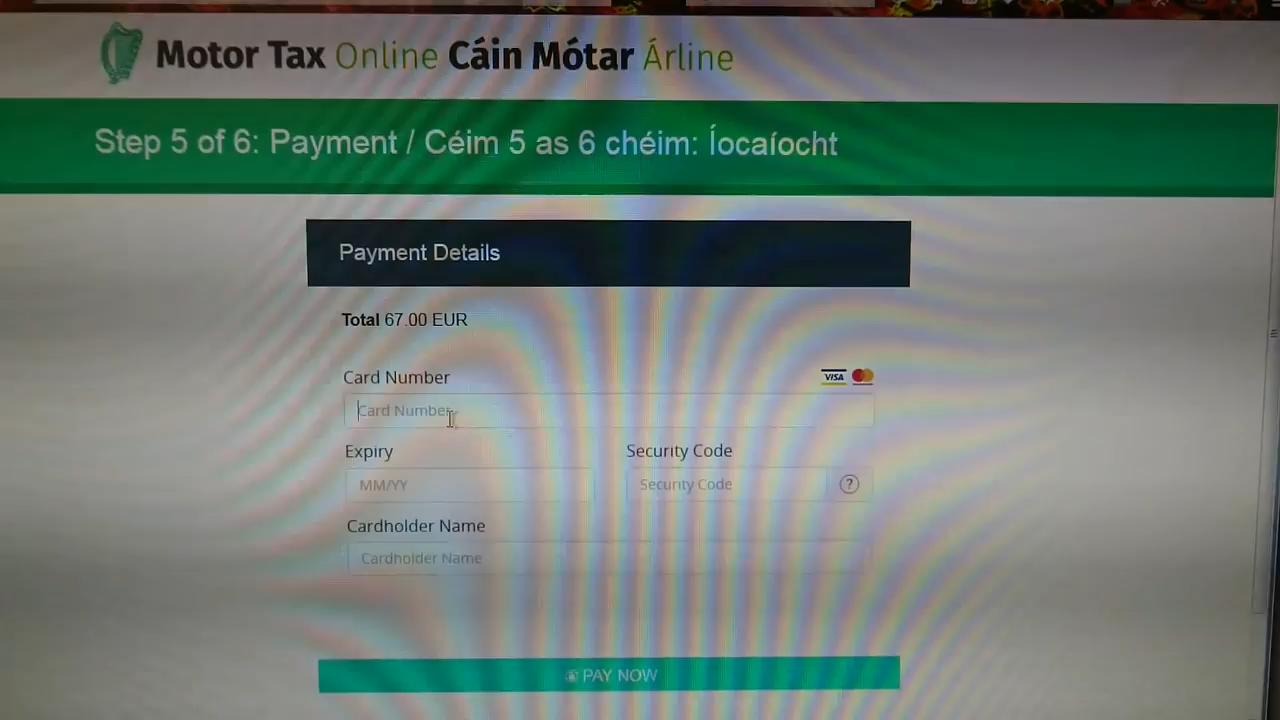 Motor Tax Online Cáin Mótar Árline
Step 5 of 6: Payment / Céim 5 as 6 chéim: Íocaíocht
Payment Details
Total 67.00 EUR
Card Number VISA
Card Number
Expiry Security Code
MM/YY Security Code ?
Cardholder Name
Cardholder Name
PAY NOW